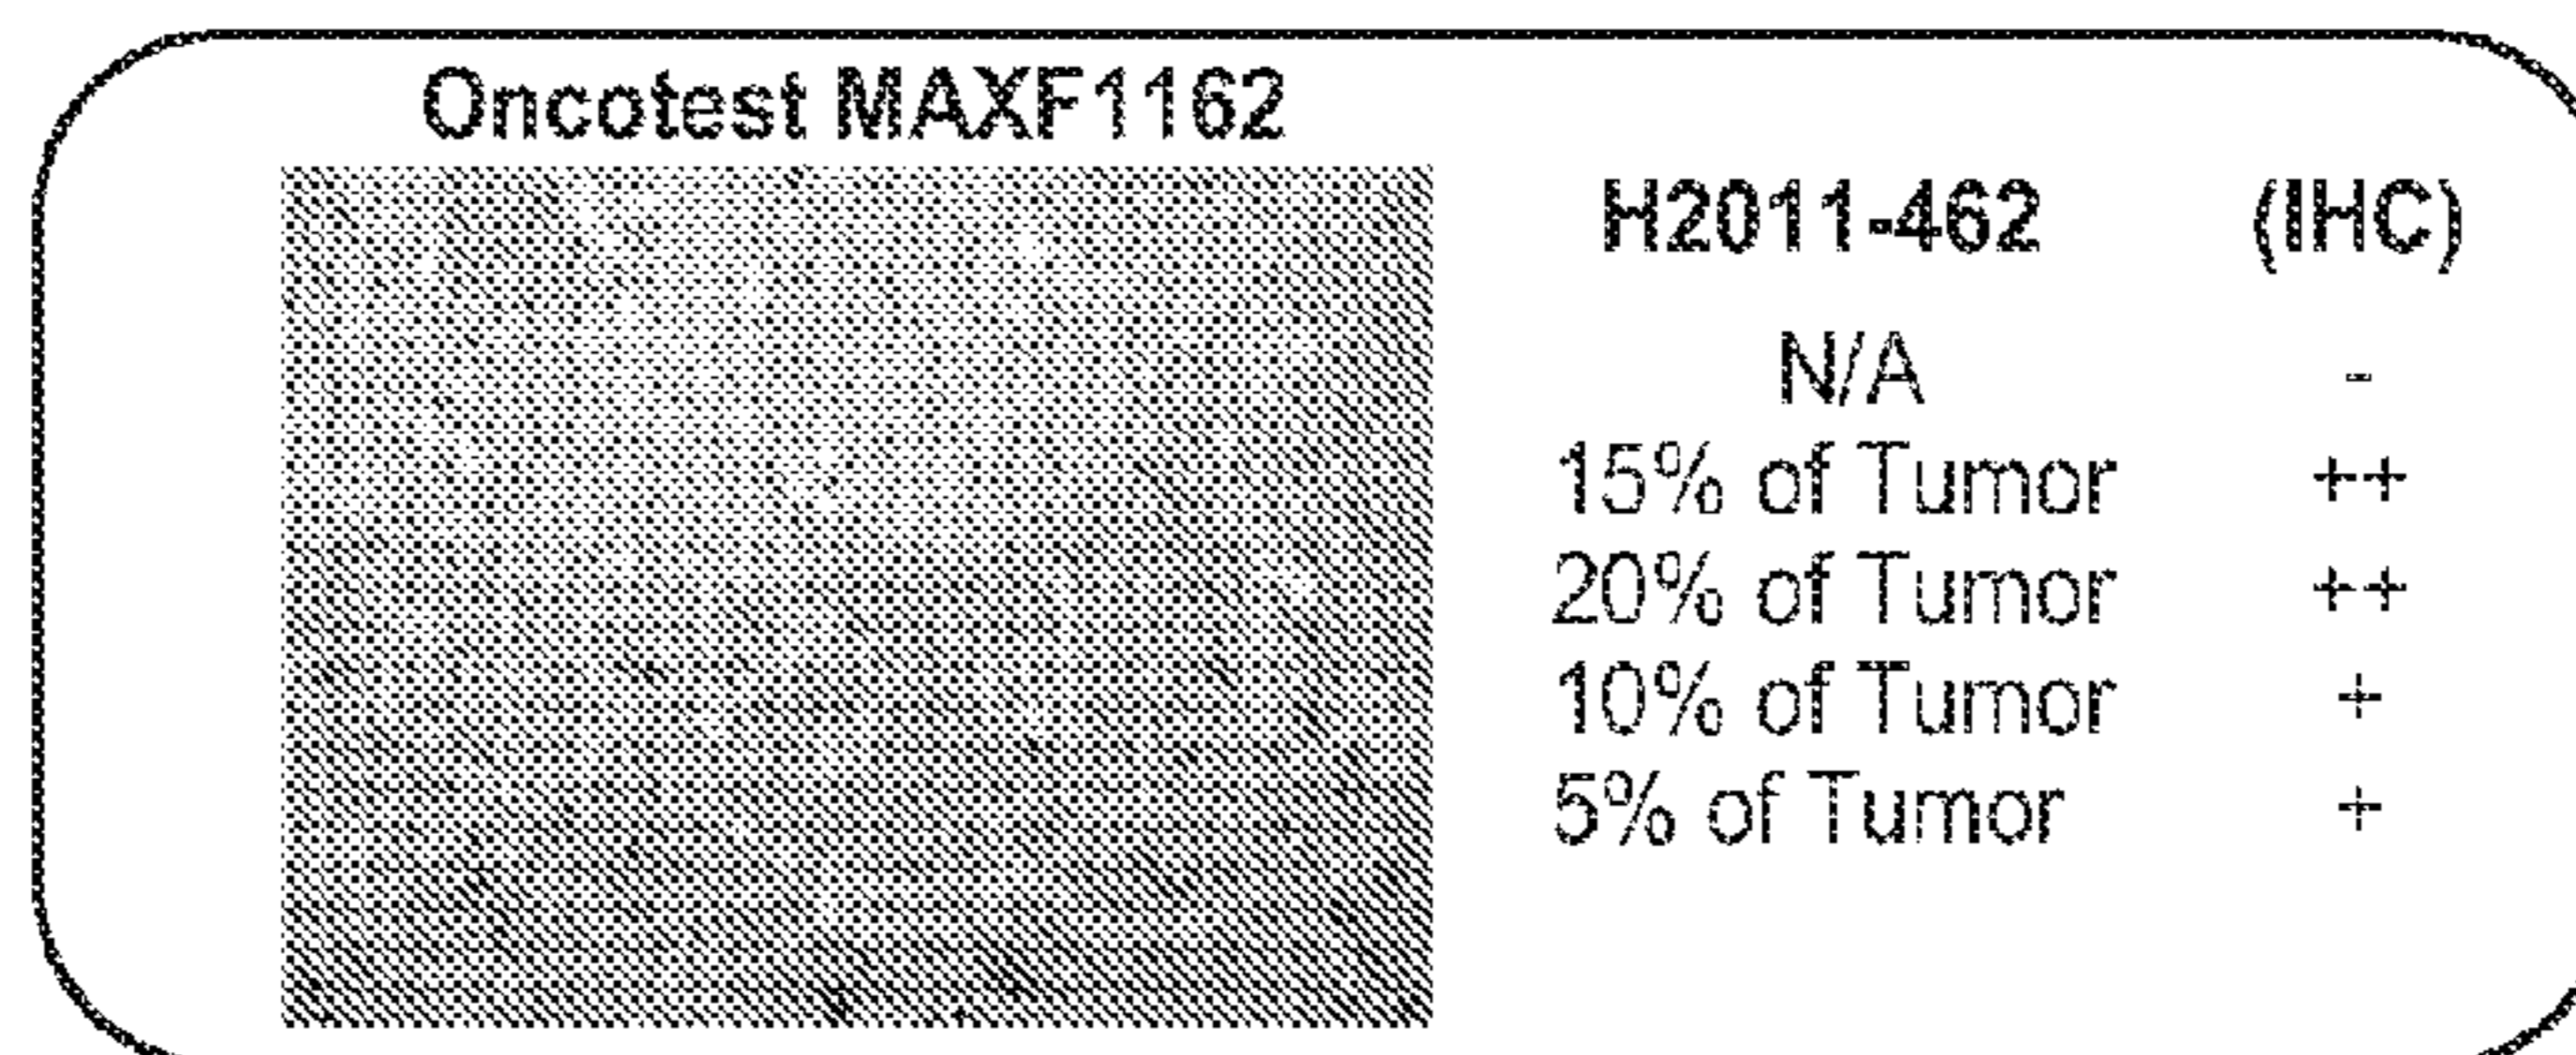 Oncotest MAXF1162
H2011-462 (IHC)
N/A -
15% of Tumor ++
20% of Tumor ++
10% of Tumor +
5% of Tumor +